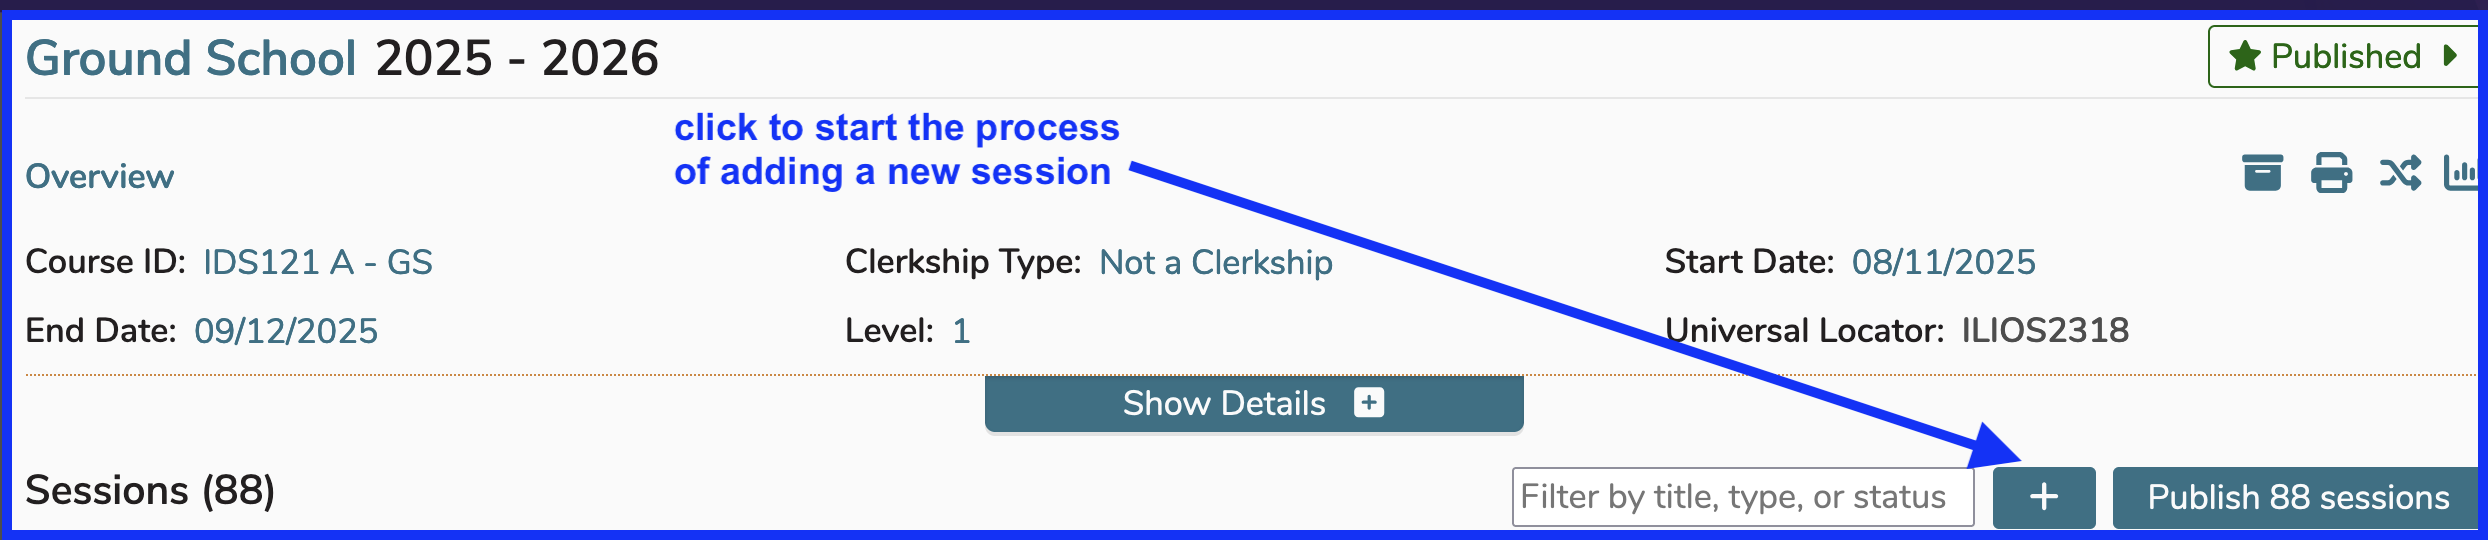 Ground School 2025 - 2026
Published
click to start the process
of adding a new session
Overview
Course ID: IDS121 A - GS
Clerkship Type: Not a Clerkship
Start Date: 08/11/2025
End Date: 09/12/2025
Level: 1
Universal Locator: ILIOS2318
Show Details
Sessions (88)
Filter by title, type, or status
+
Publish 88 sessions